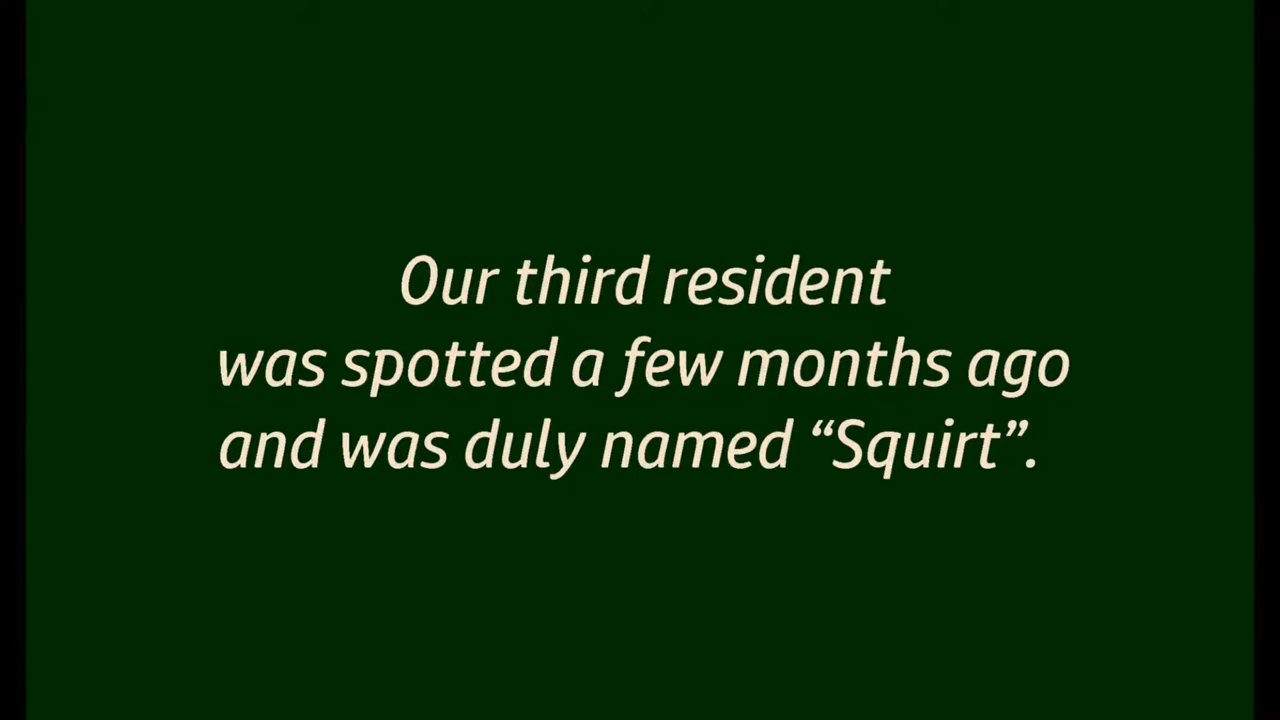 Our third resident
was spotted a few months ago
and was duly named “Squirt”.